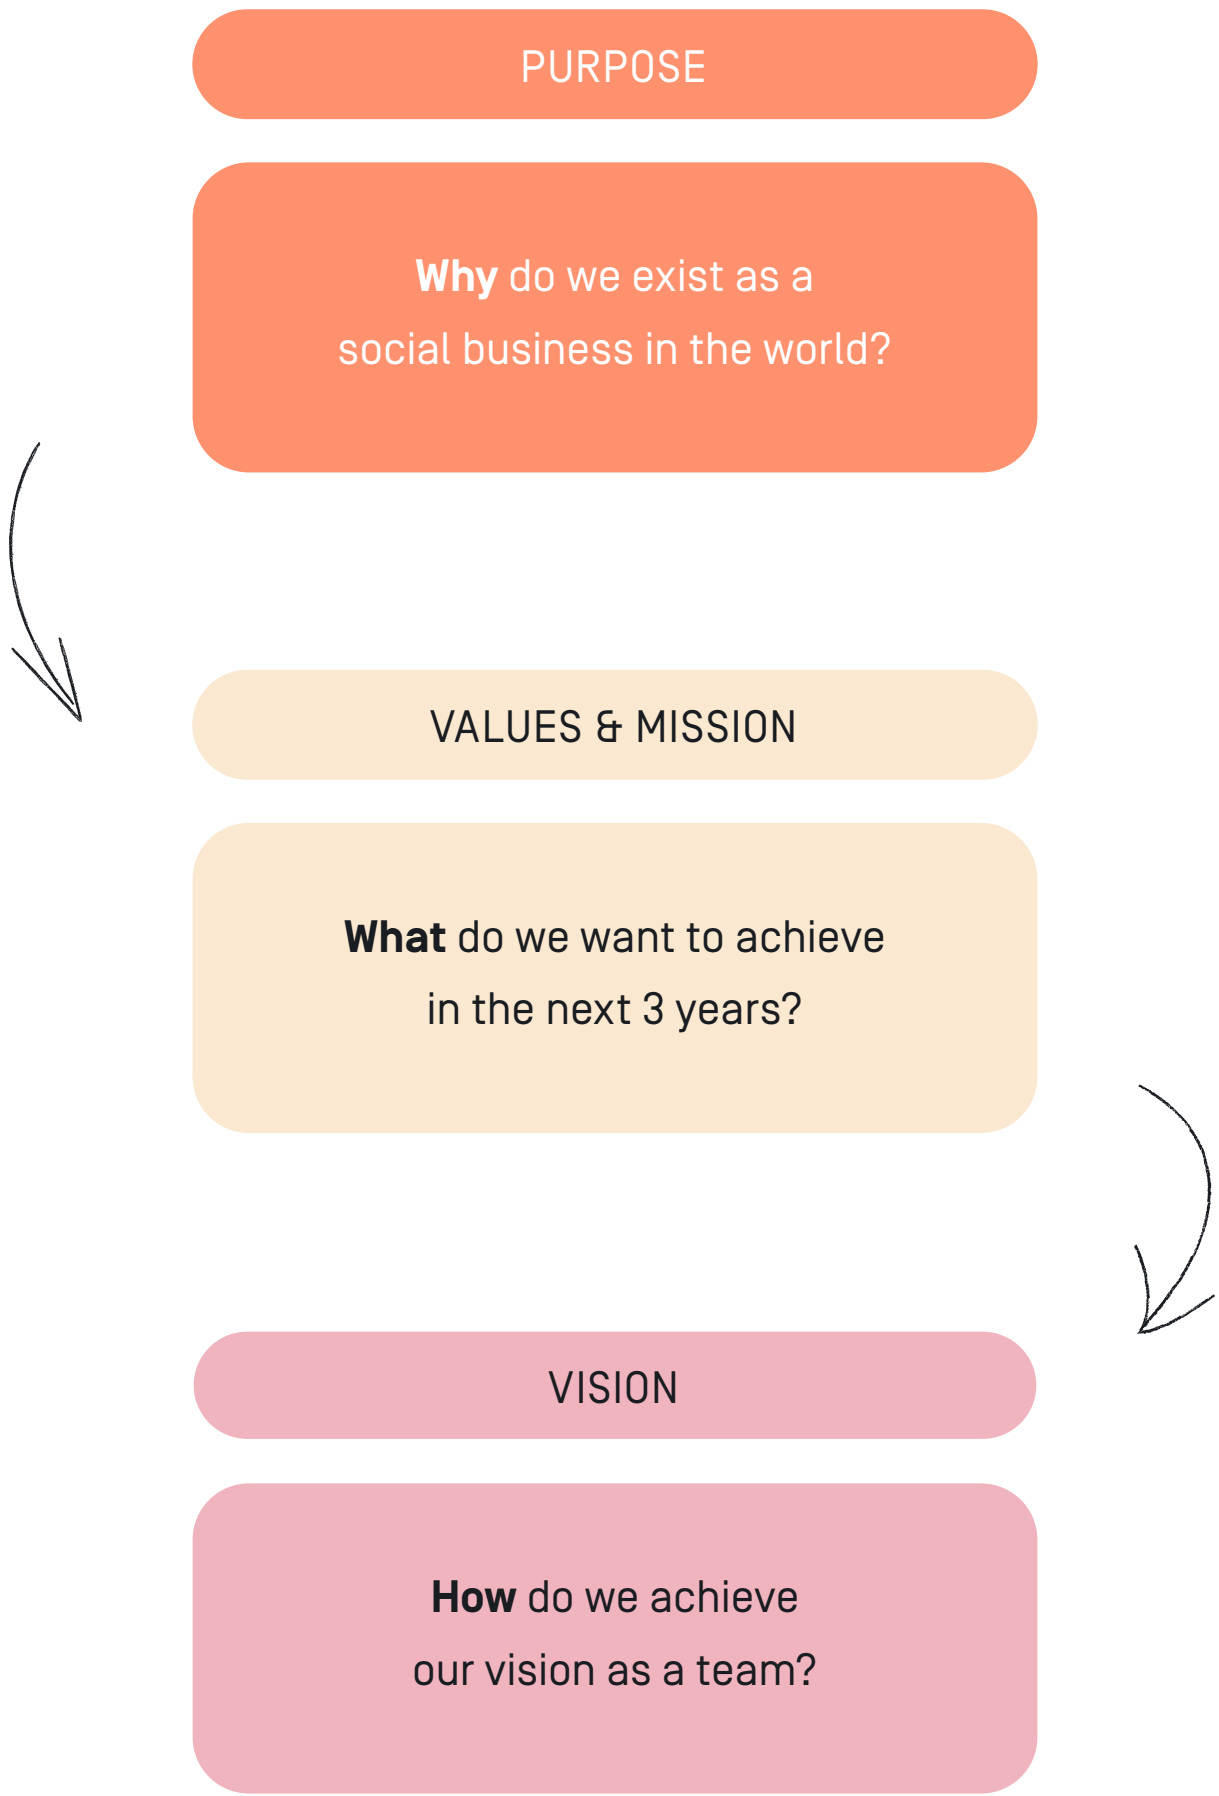 PURPOSE
Why do we exist as a
social business in the world?
VALUES & MISSION
What do we want to achieve
in the next 3 years?
VISION
How do we achieve
our vision as a team?